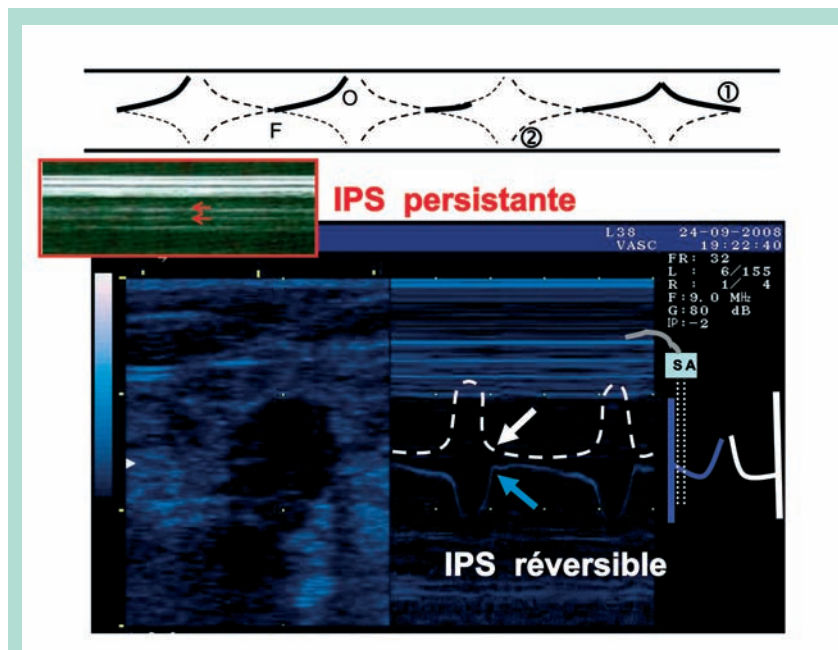 ①
O
F
②
IPS persistante
L38 24-09-2008
VASC 19:22:40
FR: 32
L : 6/155
R : 1/ 4
F:9.0 MHz
G:80 dB
IP:-2
SA
IPS réversible